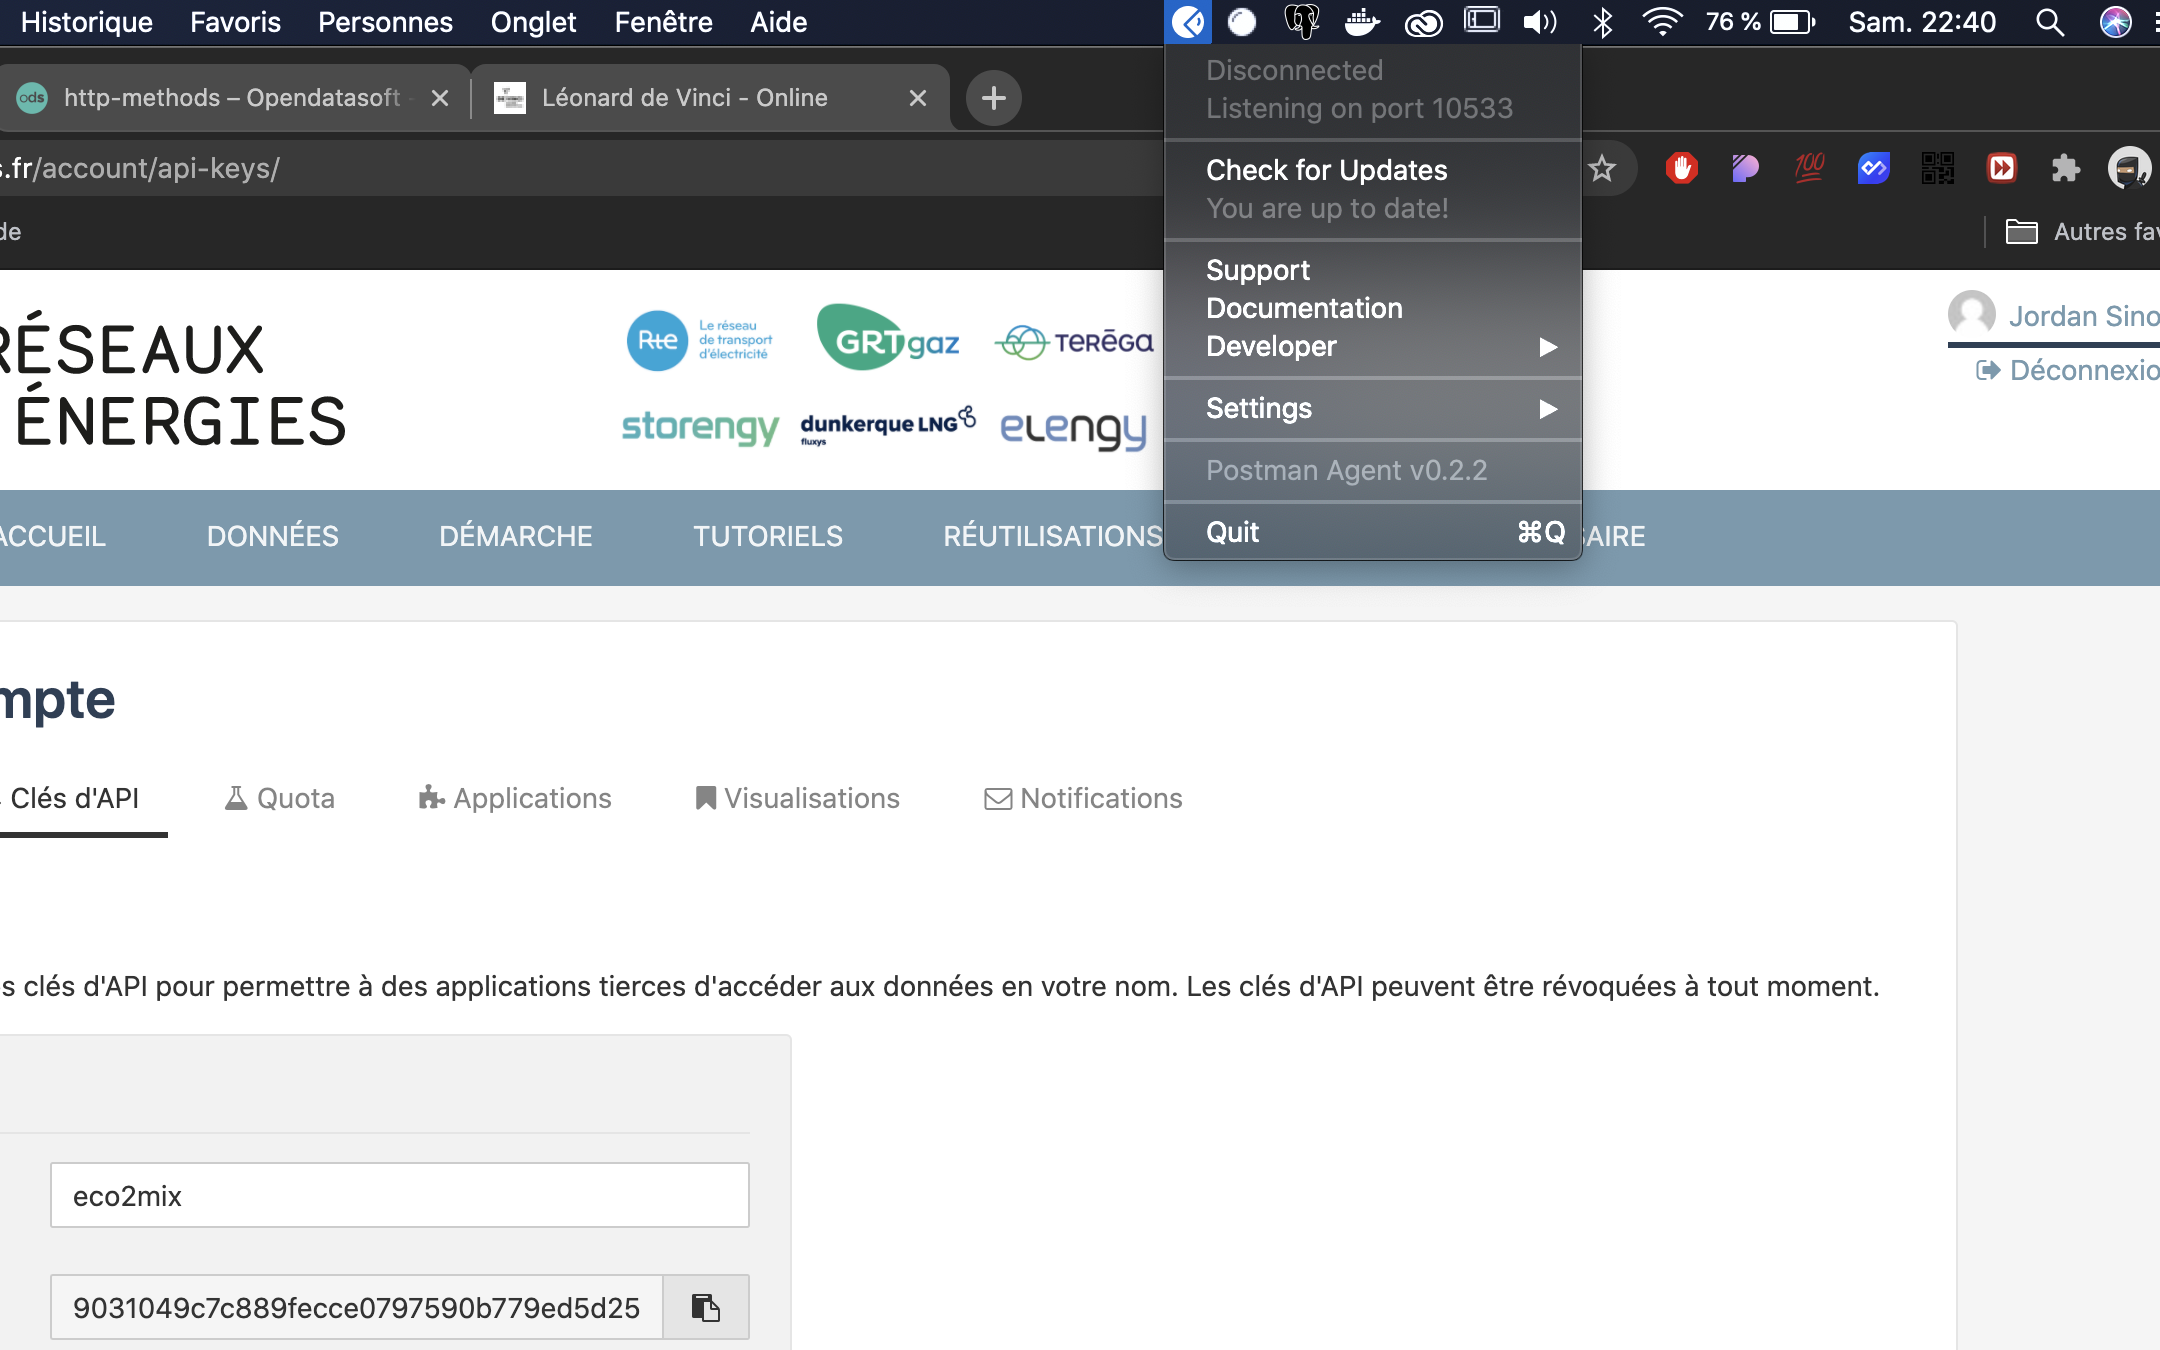 Historique Favoris Personnes Onglet Fenêtre Aide 76 % Sam. 22:40
ods http-methods – Opendatasoft Léonard de Vinci - Online
s.fr/account/api-keys/
de
Autres fav
Disconnected
Listening on port 10533
Check for Updates
You are up to date!
Support
Documentation
Developer
Settings
Postman Agent v0.2.2
Quit ⌘Q
RÉSEAUX
ÉNERGIES
Rte Le réseau
de transport
d'électricité
GRTgaz
TERĒGA
storengy
dunkerque LNG
fluxys
eLengy
Jordan Sino
Déconnexio
ACCUEIL DONNÉES DÉMARCHE TUTORIELS RÉUTILISATIONS SAIRE
mpte
Clés d'API Quota Applications Visualisations Notifications
s clés d'API pour permettre à des applications tierces d'accéder aux données en votre nom. Les clés d'API peuvent être révoquées à tout moment.
eco2mix
9031049c7c889fecce0797590b779ed5d25